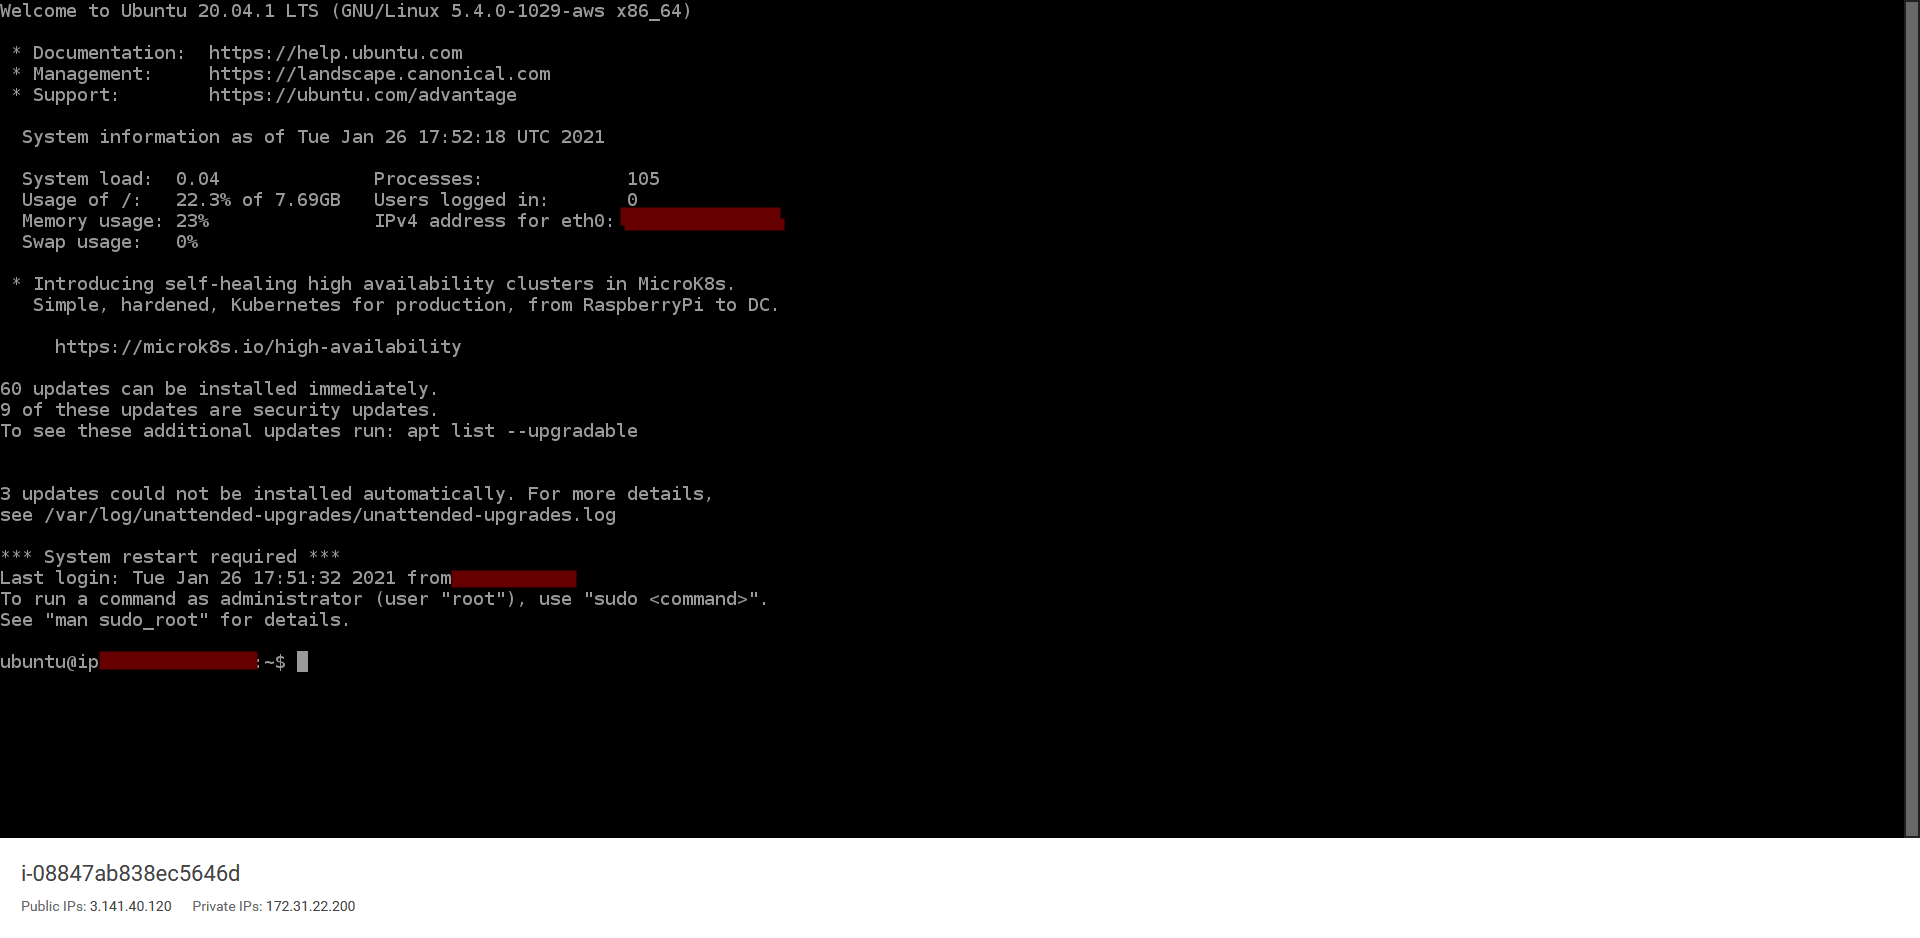 Welcome to Ubuntu 20.04.1 LTS (GNU/Linux 5.4.0-1029-aws x86_64)
* Documentation:  https://help.ubuntu.com
* Management:     https://landscape.canonical.com
* Support:        https://ubuntu.com/advantage
System information as of Tue Jan 26 17:52:18 UTC 2021
System load:  0.04              Processes:             105
Usage of /:   22.3% of 7.69GB   Users logged in:       0
Memory usage: 23%               IPv4 address for eth0:
Swap usage:   0%
* Introducing self-healing high availability clusters in MicroK8s.
Simple, hardened, Kubernetes for production, from RaspberryPi to DC.
https://microk8s.io/high-availability
60 updates can be installed immediately.
9 of these updates are security updates.
To see these additional updates run: apt list --upgradable
3 updates could not be installed automatically. For more details,
see /var/log/unattended-upgrades/unattended-upgrades.log
*** System restart required ***
Last login: Tue Jan 26 17:51:32 2021 from
To run a command as administrator (user "root"), use "sudo <command>".
See "man sudo_root" for details.
ubuntu@ip:~$
i-08847ab838ec5646d
Public IPs: 3.141.40.120   Private IPs: 172.31.22.200